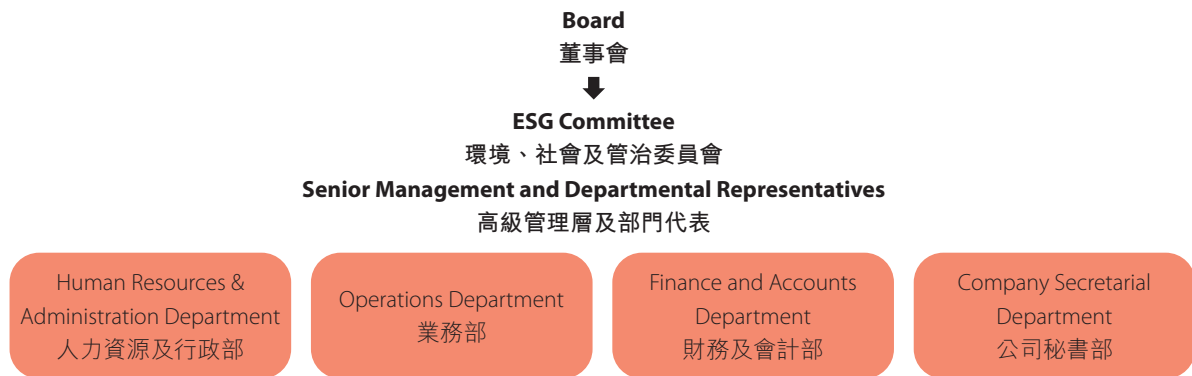 Board
董事會
ESG Committee
環境、社會及管治委員會
Senior Management and Departmental Representatives
高級管理層及部門代表
Human Resources &
Administration Department
人力資源及行政部
Operations Department
業務部
Finance and Accounts
Department
財務及會計部
Company Secretarial
Department
公司秘書部